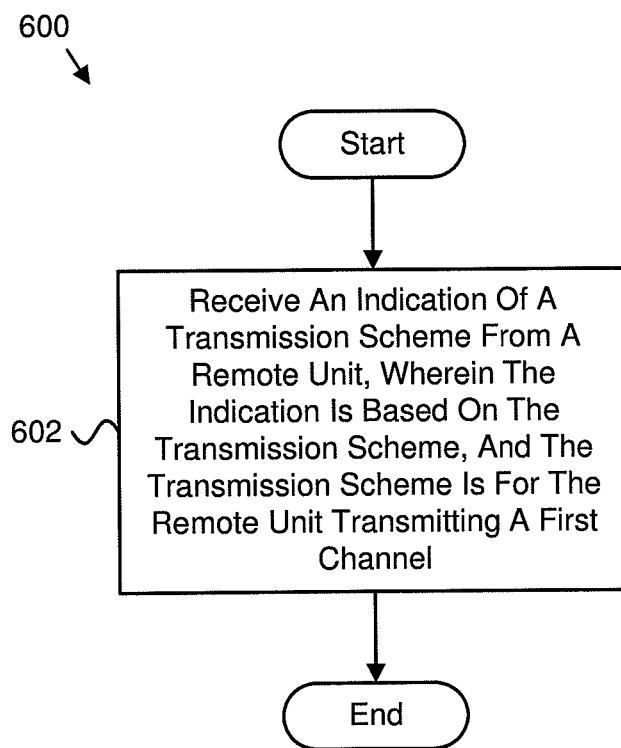 600
Start
Receive An Indication Of A
Transmission Scheme From A
Remote Unit, Wherein The
Indication Is Based On The
Transmission Scheme, And The
Transmission Scheme Is For The
Remote Unit Transmitting A First
Channel
602
End